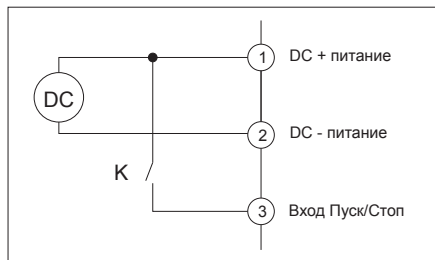 1 DC + питание
DC
2 DC - питание
K
3 Вход Пуск/Стоп